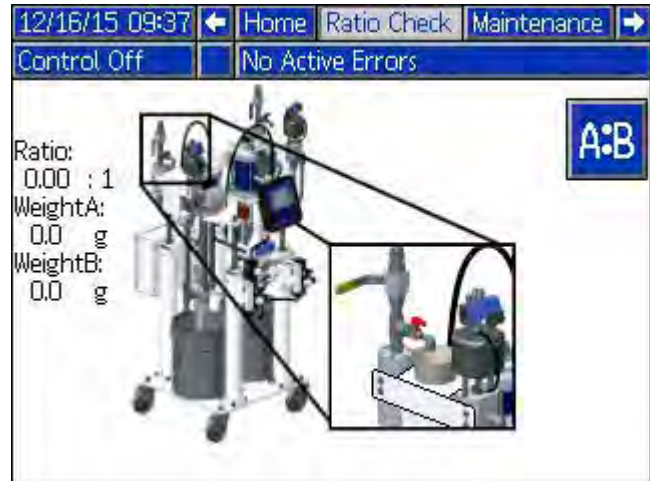 12/16/15 09:37 Home Ratio Check Maintenance
Control Off No Active Errors
A:B
Ratio:
0.00 : 1
WeightA:
0.0 g
WeightB:
0.0 g